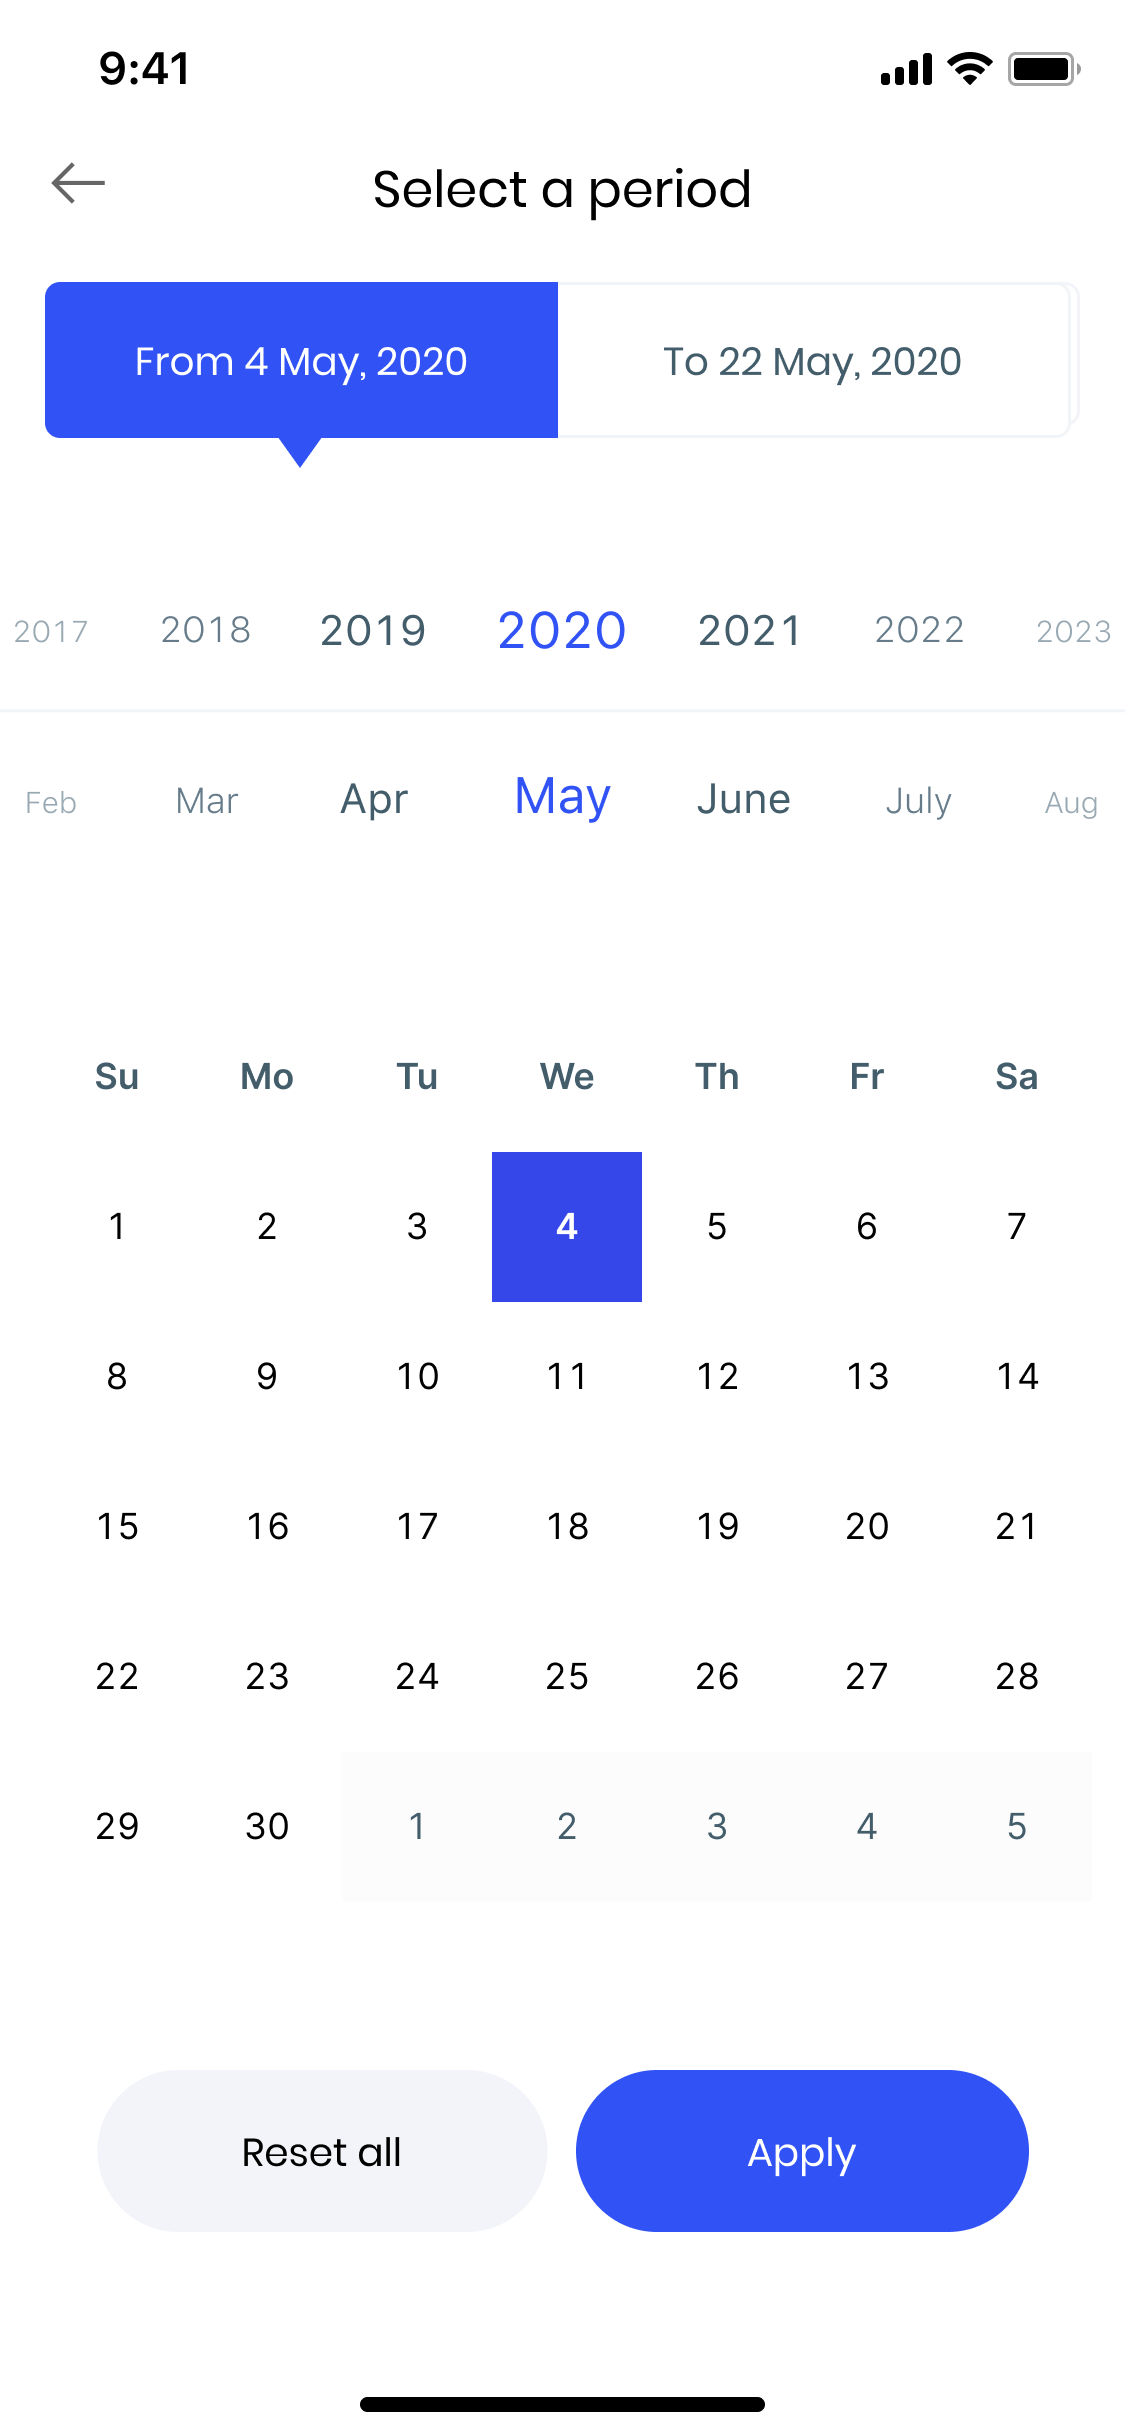 9:41
Select a period
From 4 May, 2020 To 22 May, 2020
2017 2018 2019 2020 2021 2022 2023
Feb Mar Apr May June July Aug
Su Mo Tu We Th Fr Sa
1 2 3 4 5 6 7
8 9 10 11 12 13 14
15 16 17 18 19 20 21
22 23 24 25 26 27 28
29 30 1 2 3 4 5
Reset all Apply